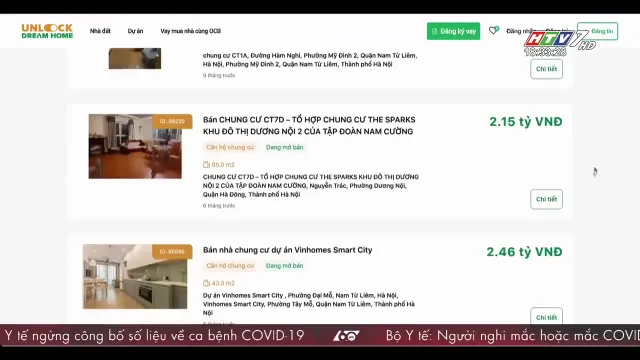 UNLOCK
DREAM HOME
Nhà đất
Dự án
Vay mua nhà cùng OCB
Đăng ký vay
Đăng tin
HTV7 HD
18:33:28
chung cư CT1A, Đường Hàm Nghi, Phường Mỹ Đình 2, Quận Nam Từ Liêm, Hà Nội, Phường Mỹ Đình 2, Quận Nam Từ Liêm, Thành phố Hà Nội
9 tháng trước
Chi tiết
ID: 98220
Bán CHUNG CƯ CT7D – TỔ HỢP CHUNG CƯ THE SPARKS
KHU ĐÔ THỊ DƯƠNG NỘI 2 CỦA TẬP ĐOÀN NAM CƯỜNG
2.15 tỷ VNĐ
Căn hộ chung cư
Đang mở bán
85.0 m2
CHUNG CƯ CT7D – TỔ HỢP CHUNG CƯ THE SPARKS KHU ĐÔ THỊ DƯƠNG
NỘI 2 CỦA TẬP ĐOÀN NAM CƯỜNG, Nguyễn Trác, Phường Dương Nội,
Quận Hà Đông, Thành phố Hà Nội
6 tháng trước
Chi tiết
Bán nhà chung cư dự án Vinhomes Smart City
2.46 tỷ VNĐ
Căn hộ chung cư
Đang mở bán
43.0 m2
Dự án Vinhomes Smart City , Phường Đại Mỗ, Nam Từ Liêm, Hà Nội,
Vinhomes Smart City, Phường Tây Mỗ, Quận Nam Từ Liêm, Thành phố Hà
Nội
Chi tiết
Y tế ngừng công bố số liệu về ca bệnh COVID-19
60
Bộ Y tế: Người nghi mắc hoặc mắc COV